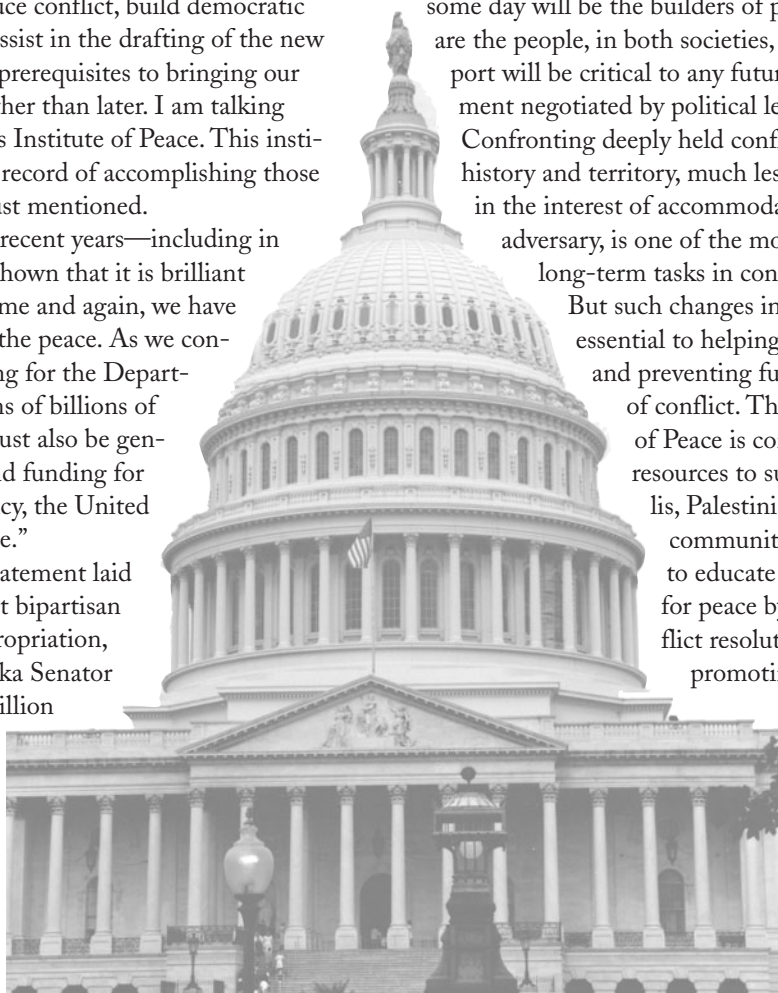 uce conflict, build democratic
ssist in the drafting of the new
prerequisites to bringing our
her than later. I am talking
s Institute of Peace. This insti-
record of accomplishing those
ust mentioned.
recent years—including in
hown that it is brilliant
me and again, we have
the peace. As we con-
ng for the Depart-
ns of billions of
ust also be gen-
nd funding for
cy, the United
e.”
atement laid
t bipartisan
ropriation,
ka Senator
illion
some day will be the builders of p
are the people, in both societies,
port will be critical to any futur
ment negotiated by political le
Confronting deeply held confl
history and territory, much les
in the interest of accommoda
adversary, is one of the mo
long-term tasks in con
But such changes in
essential to helping
and preventing fu
of conflict. Th
of Peace is co
resources to su
lis, Palestini
communit
to educate
for peace by
flict resolut
promoti